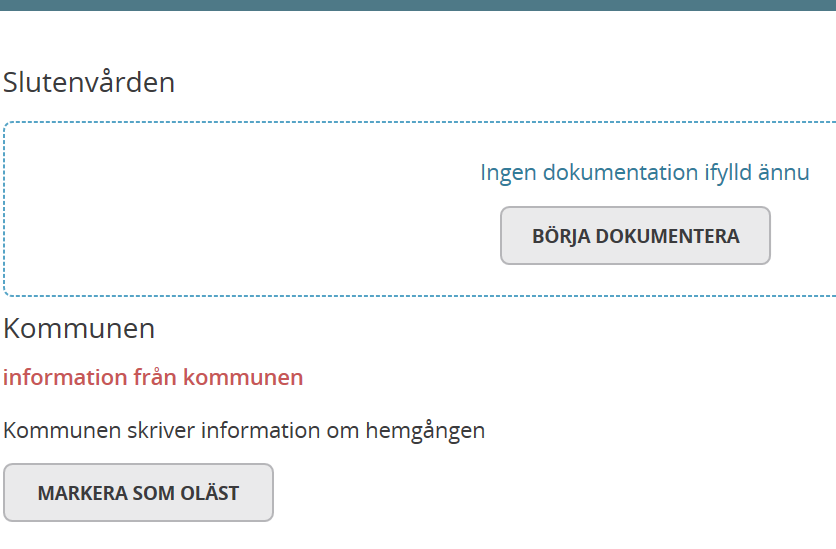 Slutenvården
Ingen dokumentation ifylld ännu
BÖRJA DOKUMENTERA
Kommunen
information från kommunen
Kommunen skriver information om hemgången
MARKERA SOM OLÄST